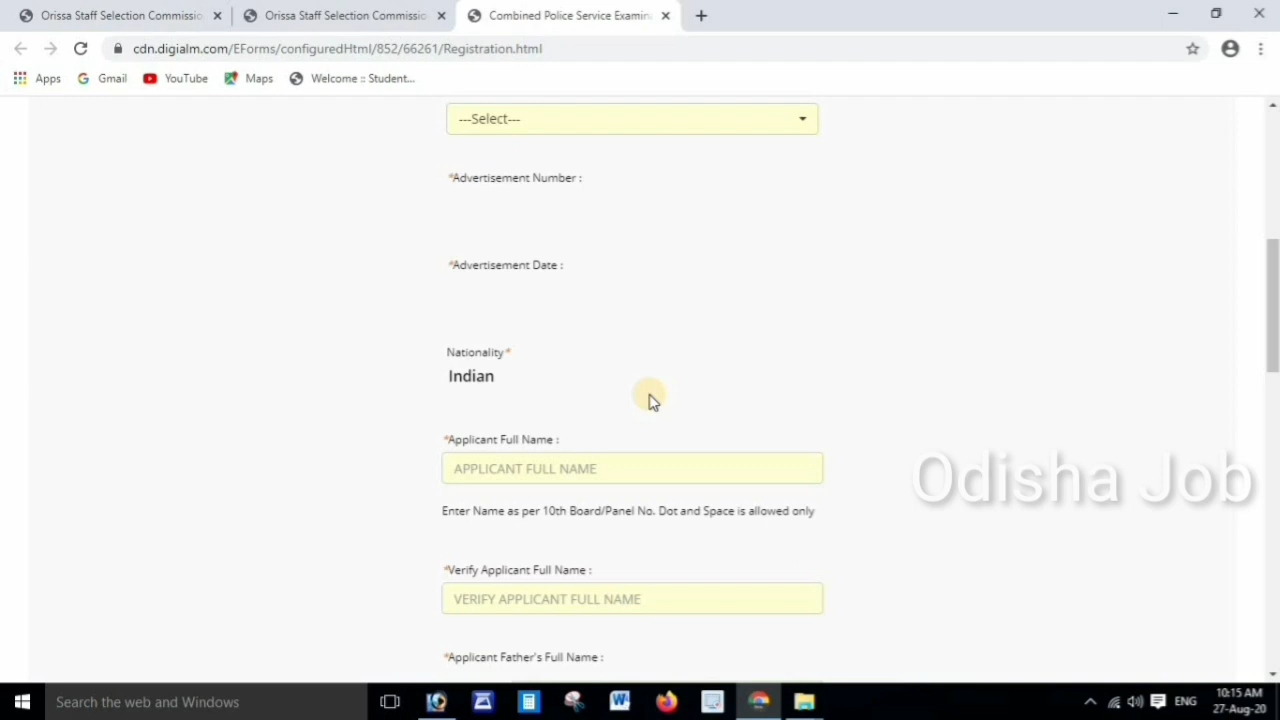 Orissa Staff Selection Commissio
Orissa Staff Selection Commissio
Combined Police Service Examin
cdn.digialm.com/EForms/configuredHtml/852/66261/Registration.html
Apps
Gmail
YouTube
Maps
Welcome :: Student...
---Select---
*Advertisement Number :
*Advertisement Date :
Nationality*
Indian
*Applicant Full Name :
APPLICANT FULL NAME
Enter Name as per 10th Board/Panel No. Dot and Space is allowed only
*Verify Applicant Full Name :
VERIFY APPLICANT FULL NAME
*Applicant Father's Full Name :
Odisha Job
Search the web and Windows
ENG
10:15 AM
27-Aug-20